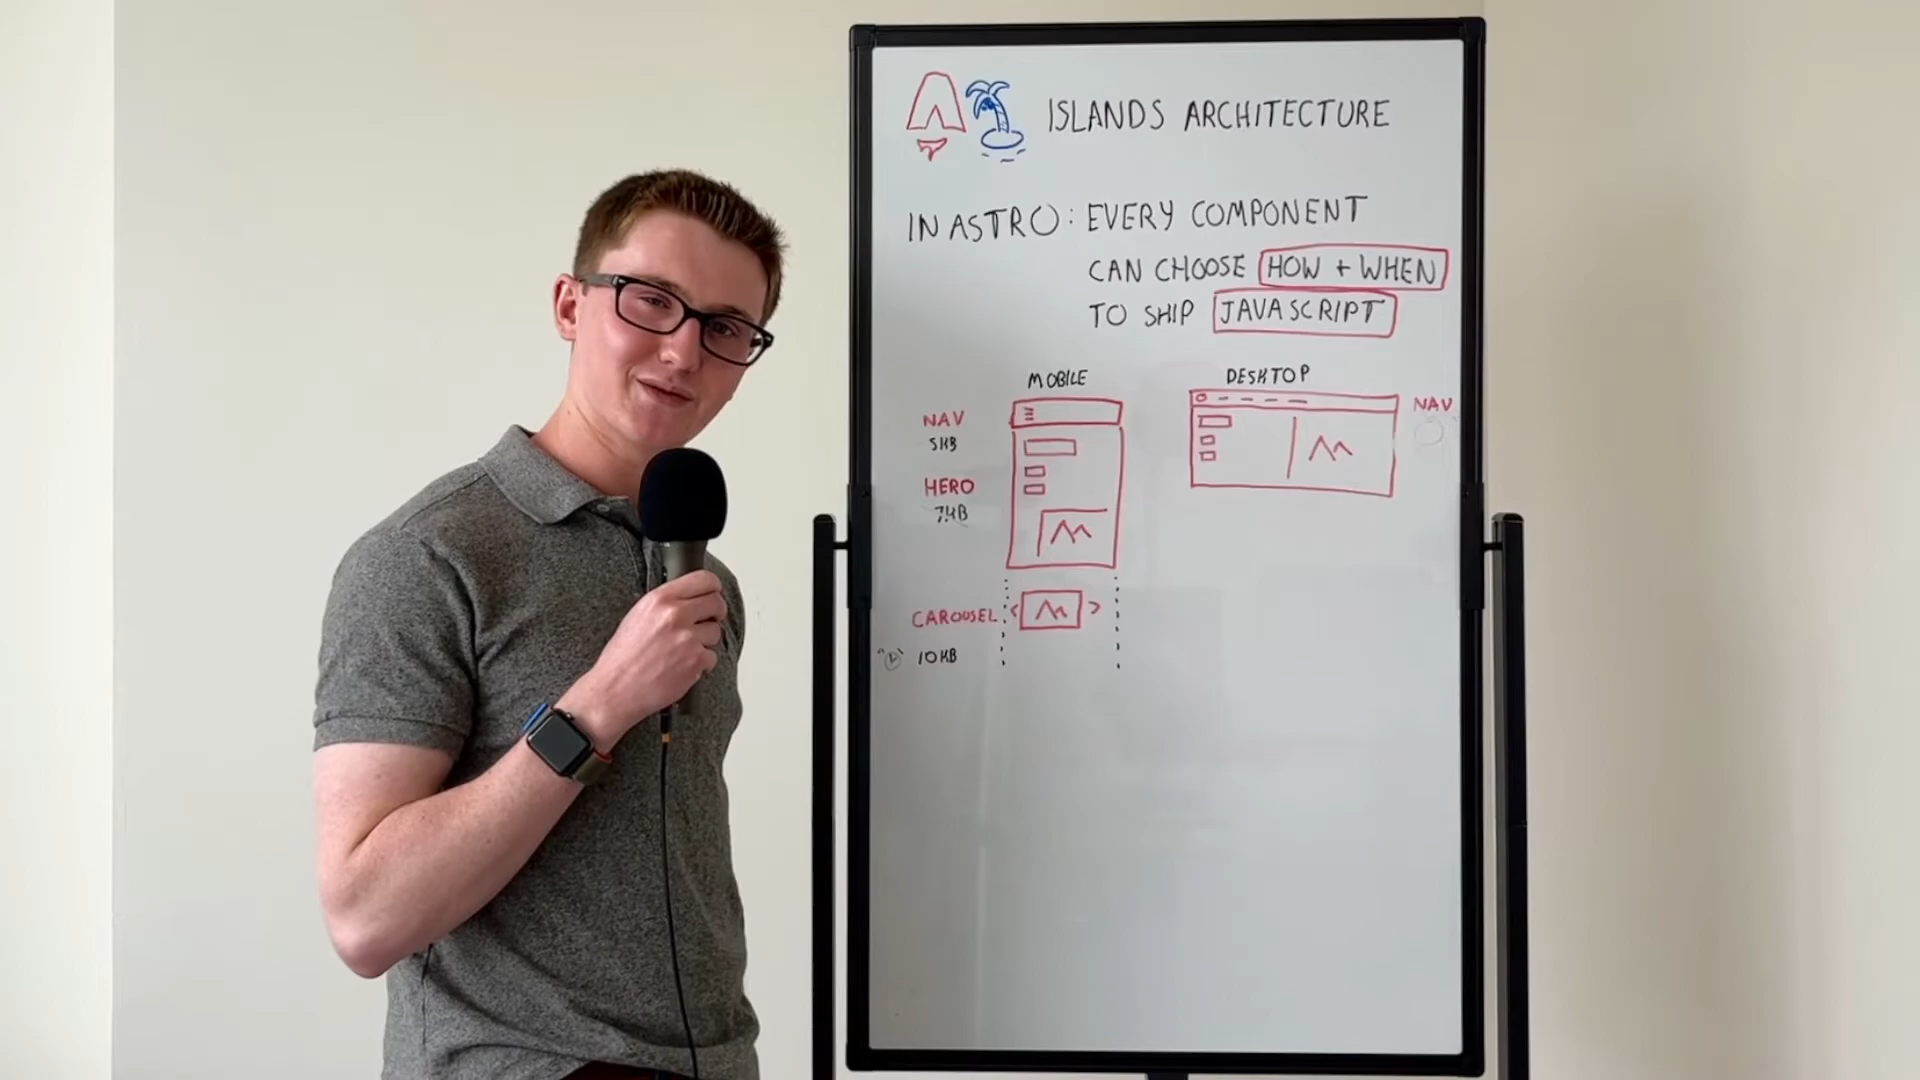 ISLANDS ARCHITECTURE
IN ASTRO: EVERY COMPONENT
CAN CHOOSE HOW + WHEN
TO SHIP JAVASCRIPT
MOBILE
DESKTOP
NAV
5KB
NAV
HERO
7KB
CAROUSEL
10KB